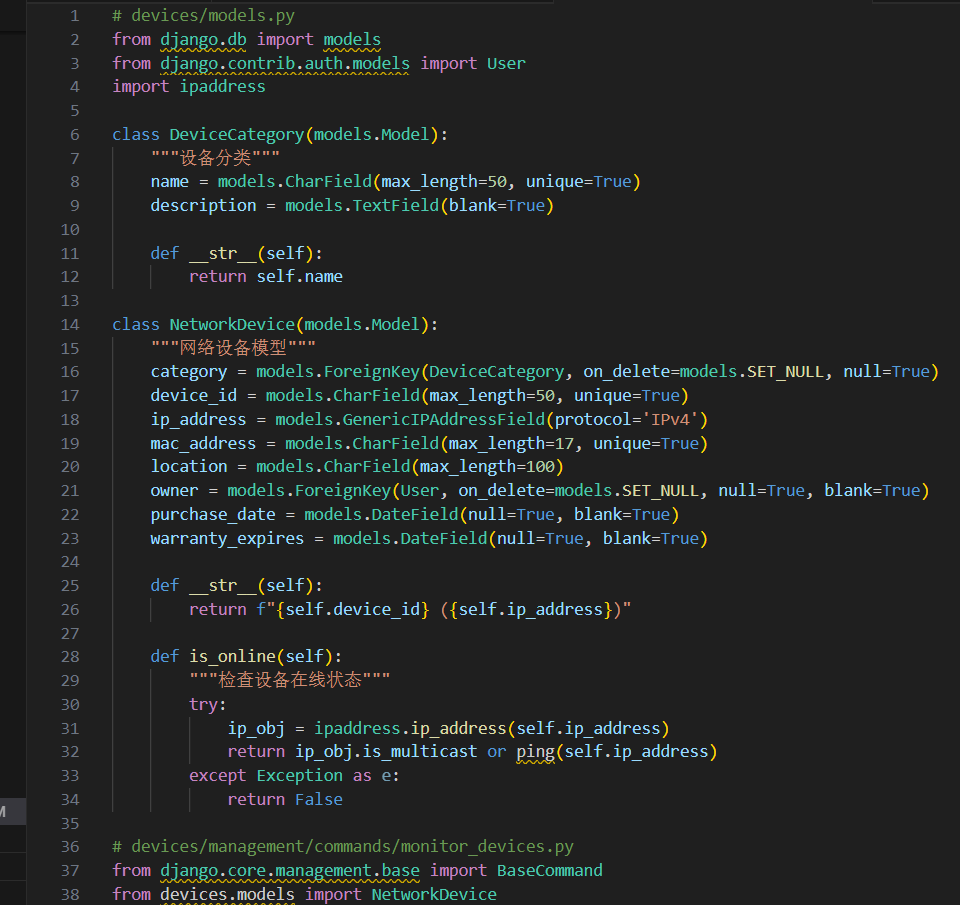 1 # devices/models.py
2 from django.db import models
3 from django.contrib.auth.models import User
4 import ipaddress
5
6 class DeviceCategory(models.Model):
7     """设备分类"""
8     name = models.CharField(max_length=50, unique=True)
9     description = models.TextField(blank=True)
10
11     def __str__(self):
12         return self.name
13
14 class NetworkDevice(models.Model):
15     """网络设备模型"""
16     category = models.ForeignKey(DeviceCategory, on_delete=models.SET_NULL, null=True)
17     device_id = models.CharField(max_length=50, unique=True)
18     ip_address = models.GenericIPAddressField(protocol='IPv4')
19     mac_address = models.CharField(max_length=17, unique=True)
20     location = models.CharField(max_length=100)
21     owner = models.ForeignKey(User, on_delete=models.SET_NULL, null=True, blank=True)
22     purchase_date = models.DateField(null=True, blank=True)
23     warranty_expires = models.DateField(null=True, blank=True)
24
25     def __str__(self):
26         return f"{self.device_id} ({self.ip_address})"
27
28     def is_online(self):
29         """检查设备在线状态"""
30         try:
31             ip_obj = ipaddress.ip_address(self.ip_address)
32             return ip_obj.is_multicast or ping(self.ip_address)
33         except Exception as e:
34             return False
35
36 # devices/management/commands/monitor_devices.py
37 from django.core.management.base import BaseCommand
38 from devices.models import NetworkDevice